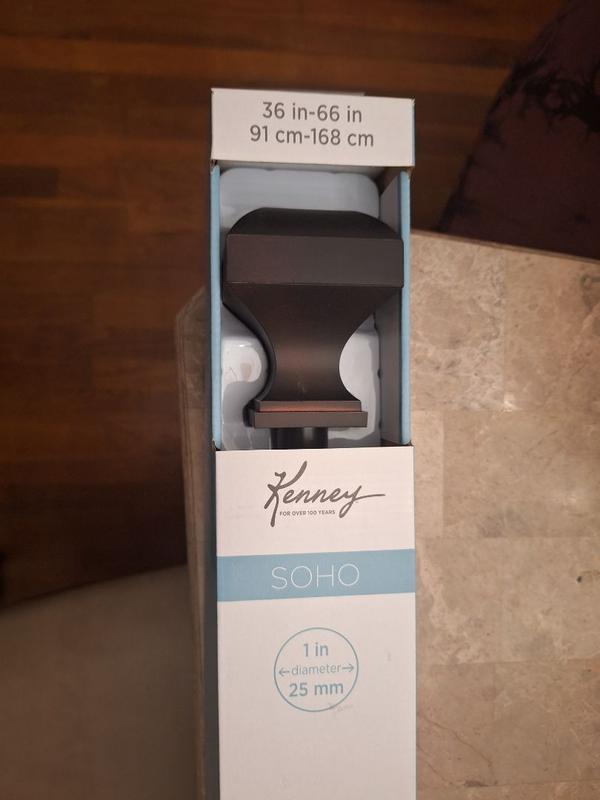 36 in-66 in
91 cm-168 cm
Kenney
FOR OVER 100 YEARS
SOHO
1 in
diameter
25 mm